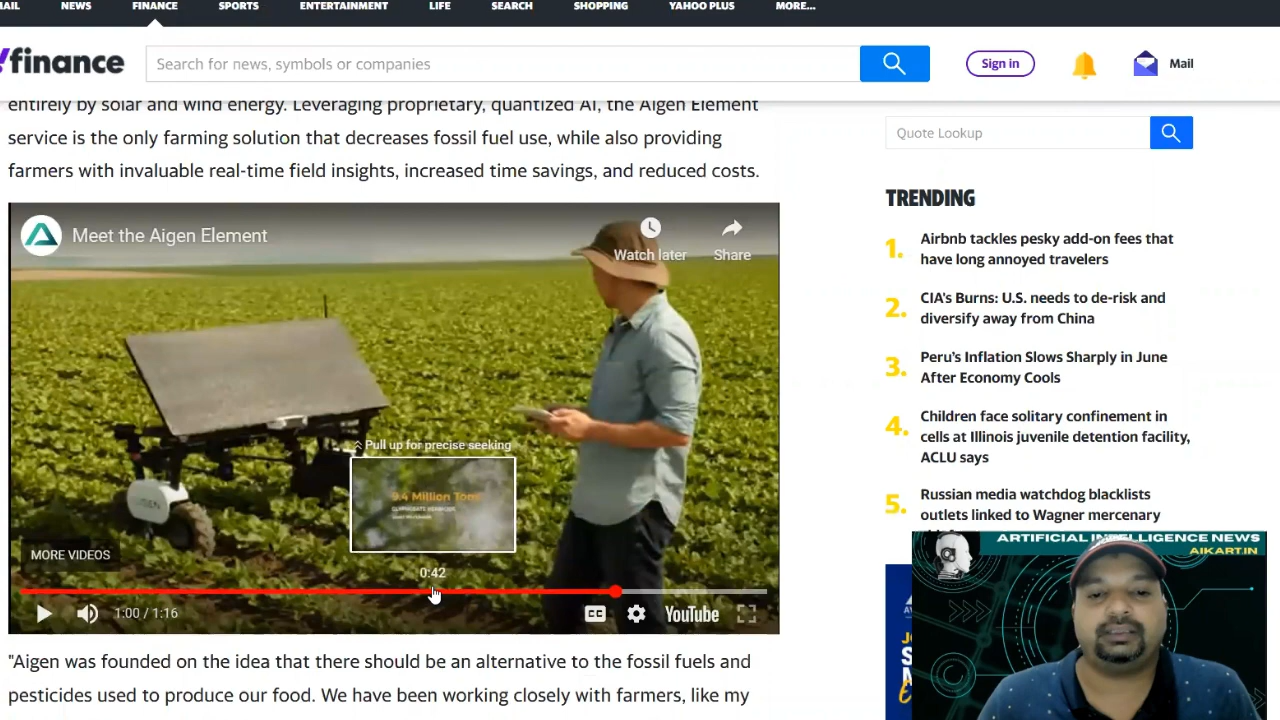 AIL
NEWS
FINANCE
SPORTS
ENTERTAINMENT
LIFE
SEARCH
SHOPPING
YAHOO PLUS
MORE...
finance
Search for news, symbols or companies
Sign in
Mail
entirely by solar and wind energy. Leveraging proprietary, quantized AI, the Aigen Element
service is the only farming solution that decreases fossil fuel use, while also providing
farmers with invaluable real-time field insights, increased time savings, and reduced costs.
Meet the Aigen Element
Watch later
Share
Pull up for precise seeking
9.4 Million Tons
0:42
MORE VIDEOS
1:00 / 1:16
CC
YouTube
"Aigen was founded on the idea that there should be an alternative to the fossil fuels and
pesticides used to produce our food. We have been working closely with farmers, like my
Quote Lookup
TRENDING
1. Airbnb tackles pesky add-on fees that
have long annoyed travelers
2. CIA's Burns: U.S. needs to de-risk and
diversify away from China
3. Peru's Inflation Slows Sharply in June
After Economy Cools
4. Children face solitary confinement in
cells at Illinois juvenile detention facility,
ACLU says
5. Russian media watchdog blacklists
outlets linked to Wagner mercenary
ARTIFICIAL INTELLIGENCE NEWS
AIKART.IN